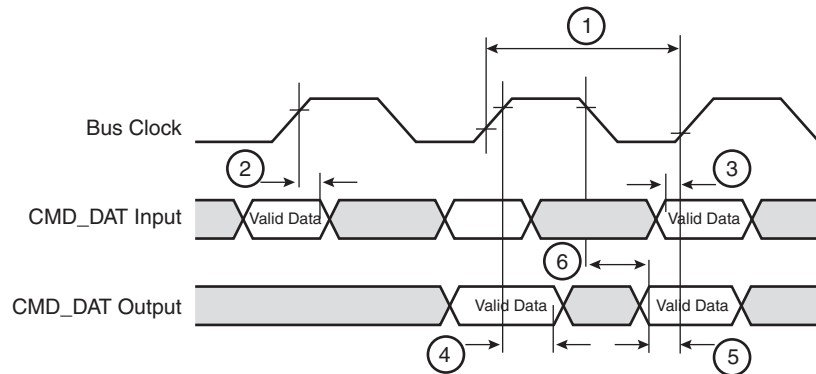 1
Bus Clock
2
3
CMD_DAT Input
Valid Data
Valid Data
6
CMD_DAT Output
Valid Data
Valid Data
4
5